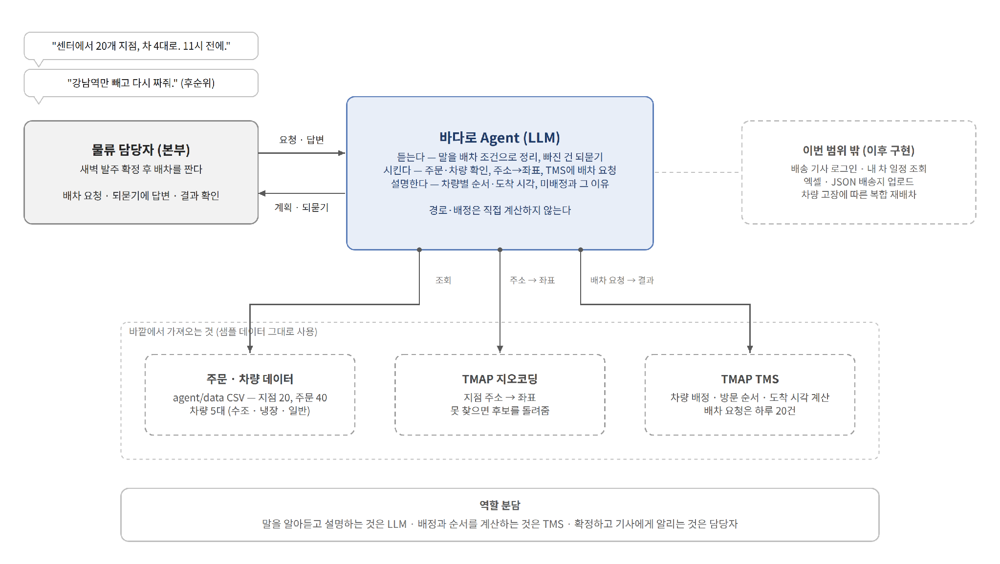 "센터에서 20개 지점, 차 4대로. 11시 전에."
"강남역만 빼고 다시 짜줘." (후순위)
물류 담당자 (본부)
새벽 발주 확정 후 배차를 짠다
배차 요청 · 되묻기에 답변 · 결과 확인
요청 · 답변
계획 · 되묻기
바다로 Agent (LLM)
듣는다 — 말을 배차 조건으로 정리, 빠진 건 되묻기
시킨다 — 주문·차량 확인, 주소→좌표, TMS에 배차 요청
설명한다 — 차량별 순서·도착 시각, 미배정과 그 이유
경로·배정은 직접 계산하지 않는다
이번 범위 밖 (이후 구현)
배송 기사 로그인 · 내 차 일정 조회
엑셀 · JSON 배송지 업로드
차량 고장에 따른 복합 재배차
조회
주소 → 좌표
배차 요청 → 결과
바깥에서 가져오는 것 (샘플 데이터 그대로 사용)
주문 · 차량 데이터
agent/data CSV — 지점 20, 주문 40
차량 5대 (수조 · 냉장 · 일반)
TMAP 지오코딩
지점 주소 → 좌표
못 찾으면 후보를 돌려줌
TMAP TMS
차량 배정 · 방문 순서 · 도착 시각 계산
배차 요청은 하루 20건
역할 분담
말을 알아듣고 설명하는 것은 LLM · 배정과 순서를 계산하는 것은 TMS · 확정하고 기사에게 알리는 것은 담당자